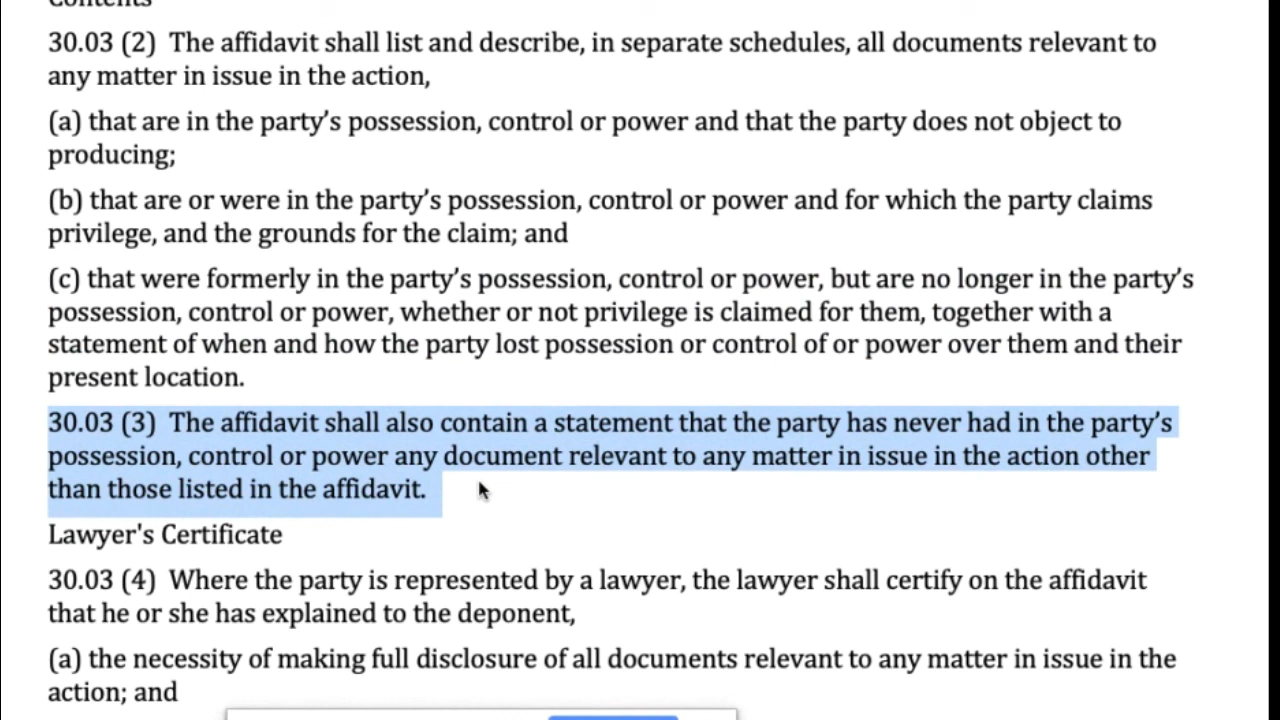 Contents
30.03 (2) The affidavit shall list and describe, in separate schedules, all documents relevant to
any matter in issue in the action,
(a) that are in the party’s possession, control or power and that the party does not object to
producing;
(b) that are or were in the party’s possession, control or power and for which the party claims
privilege, and the grounds for the claim; and
(c) that were formerly in the party’s possession, control or power, but are no longer in the party’s
possession, control or power, whether or not privilege is claimed for them, together with a
statement of when and how the party lost possession or control of or power over them and their
present location.
30.03 (3) The affidavit shall also contain a statement that the party has never had in the party’s
possession, control or power any document relevant to any matter in issue in the action other
than those listed in the affidavit.
Lawyer's Certificate
30.03 (4) Where the party is represented by a lawyer, the lawyer shall certify on the affidavit
that he or she has explained to the deponent,
(a) the necessity of making full disclosure of all documents relevant to any matter in issue in the
action; and